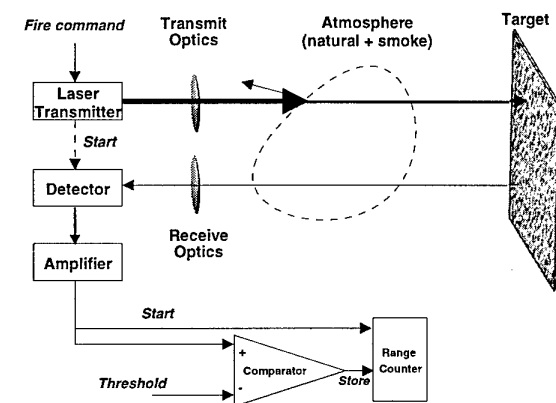 Fire command
Transmit
Optics
Atmosphere
(natural + smoke)
Target
Laser
Transmitter
Start
Detector
Receive
Optics
Amplifier
Start
+
Comparator
-
Store
Range
Counter
Threshold